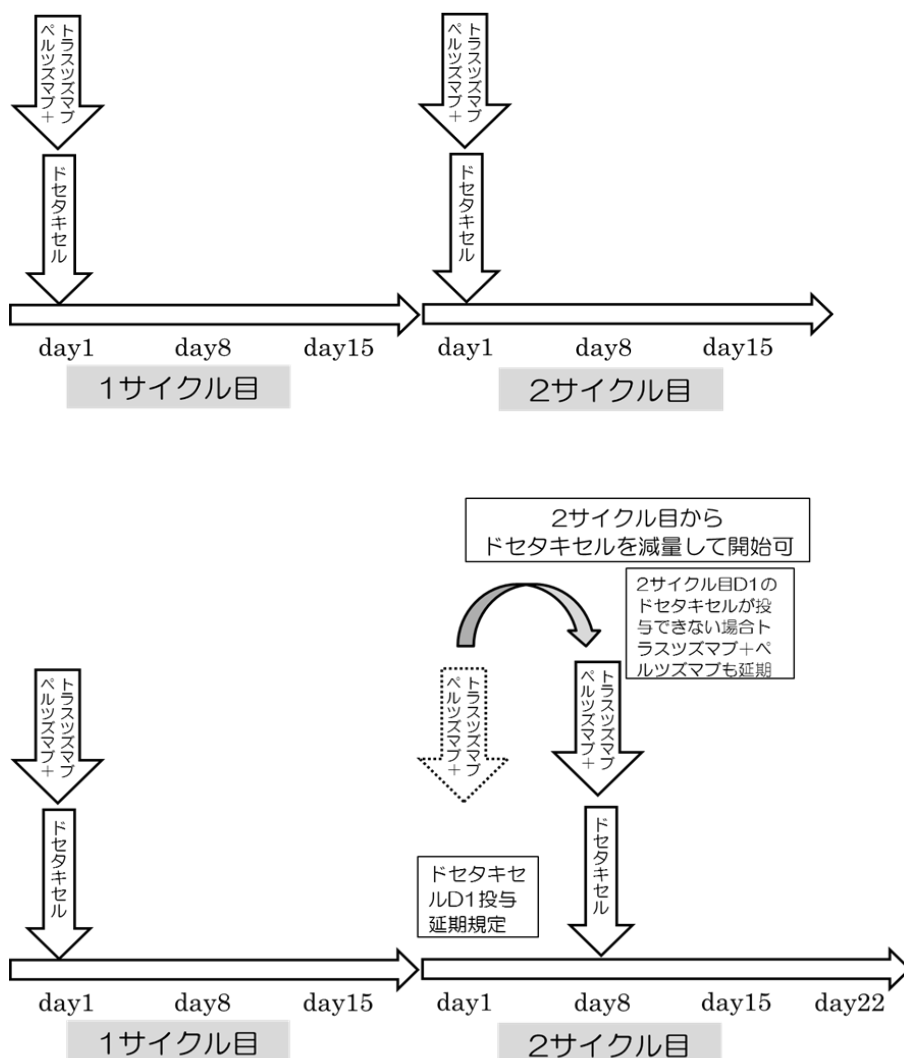 トラスツズマブ
ペルツズマブ+
トラスツズマブ
ペルツズマブ+
ドセタキセル
ドセタキセル
day1 day8 day15 day1 day8 day15
1サイクル目 2サイクル目
2サイクル目から
ドセタキセルを減量して開始可
2サイクル目D1の
ドセタキセルが投
与できない場合ト
ラスツズマブ+ペ
ルツズマブも延期
トラスツズマブ
ペルツズマブ+
トラスツズマブ
ペルツズマブ+
トラスツズマブ
ペルツズマブ+
ドセタキセル
ドセタキセ
ルD1投与
延期規定
ドセタキセル
day1 day8 day15 day1 day8 day15 day22
1サイクル目 2サイクル目